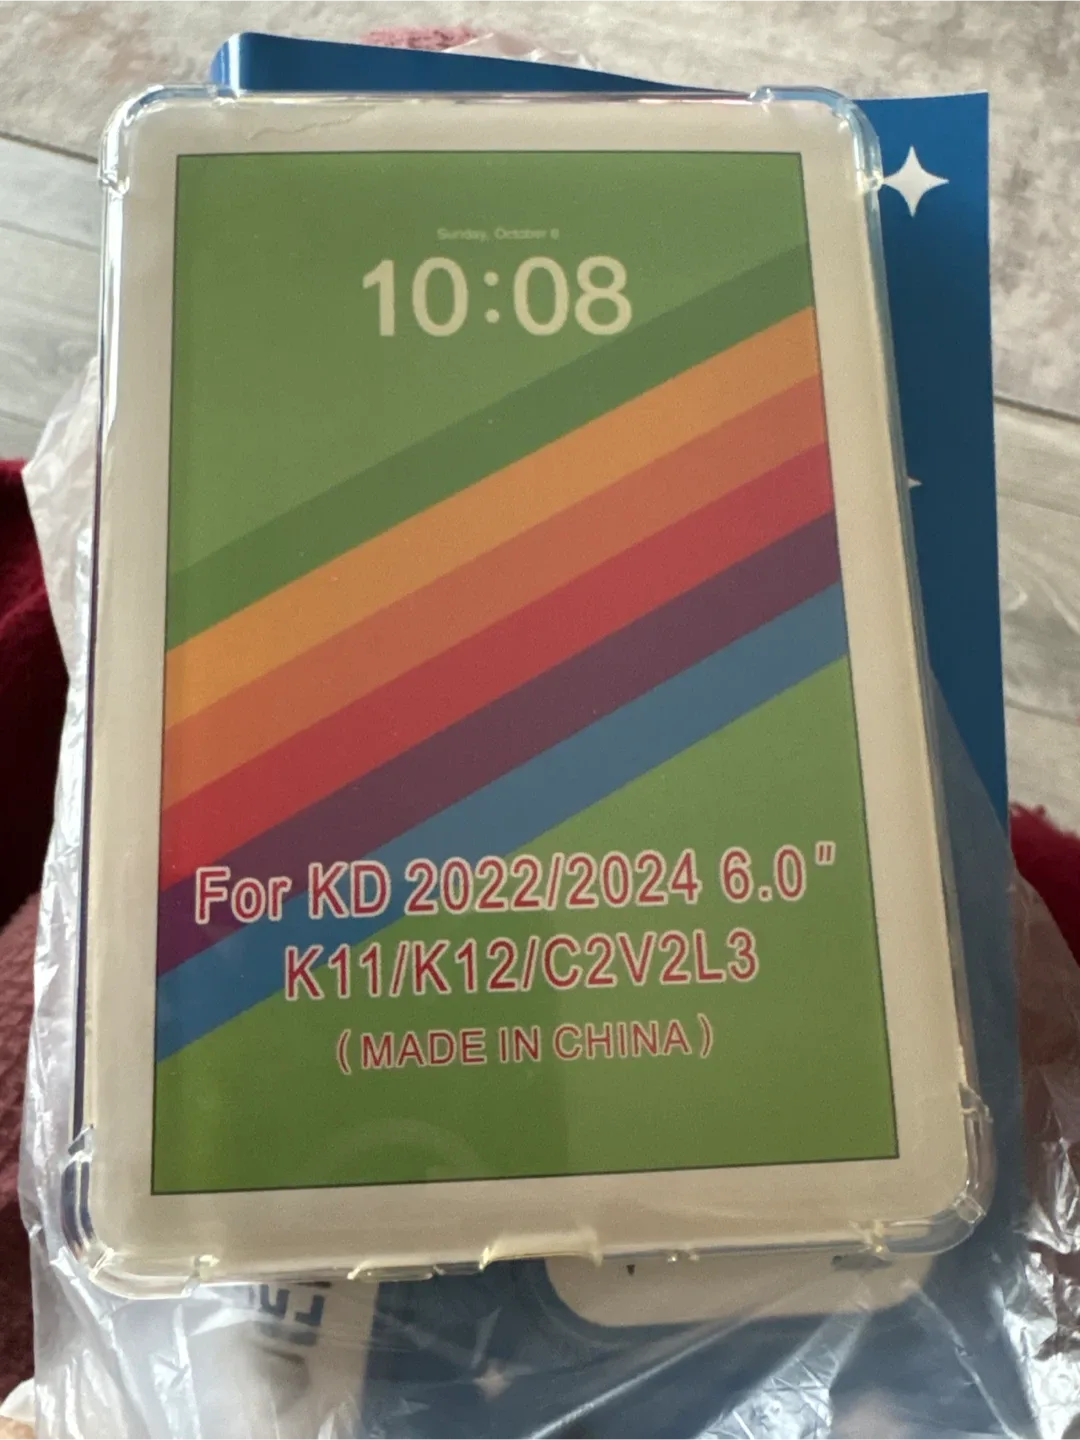 Sunday, October 6
10:08
For KD 2022/2024 6.0"
K11/K12/C2V2L3
(MADE IN CHINA)